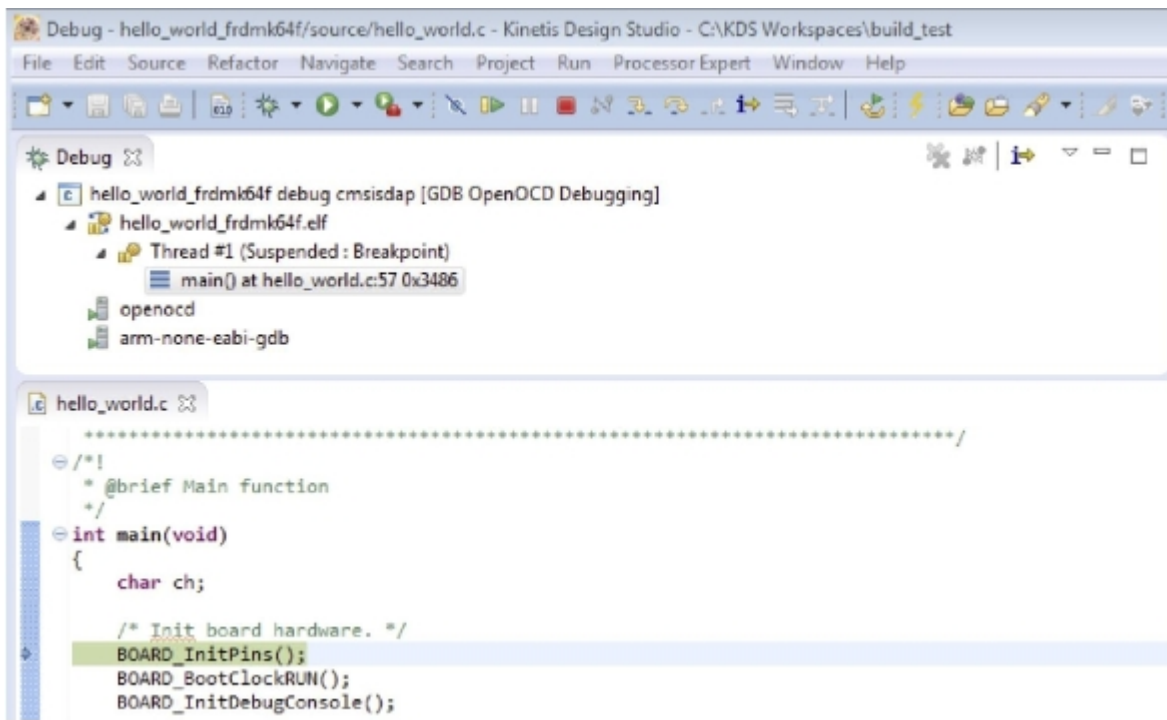 Debug - hello_world_frdmk64f/source/hello_world.c - Kinetis Design Studio - C:\KDS Workspaces\build_test
File Edit Source Refactor Navigate Search Project Run Processor Expert Window Help
Debug
hello_world_frdmk64f debug cmsisdap [GDB OpenOCD Debugging]
hello_world_frdmk64f.elf
Thread #1 (Suspended : Breakpoint)
main() at hello_world.c:57 0x3486
openocd
arm-none-eabi-gdb
hello_world.c
******************************************************************************/
/*!
* @brief Main function
*/
int main(void)
{
char ch;
/* Init board hardware. */
BOARD_InitPins();
BOARD_BootClockRUN();
BOARD_InitDebugConsole();